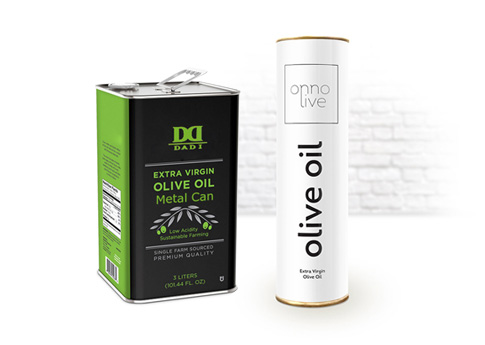 DD
DADI
EXTRA VIRGIN
OLIVE OIL
Metal Can
Low Acidity
Sustainable Farming
SINGLE FARM SOURCED
PREMIUM QUALITY
3 LITERS
(101.44 FL. OZ)
onno
live
olive oil
Extra Virgin
Olive Oil